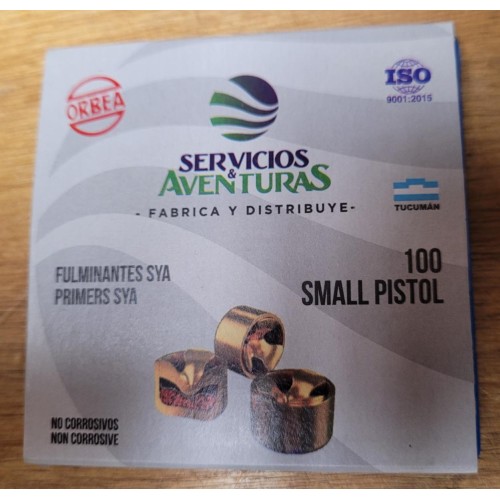 ORBEA
ISO
9001:2015
SERVICIOS
&
AVENTURAS
- FABRICA Y DISTRIBUYE-
TUCUMÁN
FULMINANTES SYA
PRIMERS SYA
100
SMALL PISTOL
NO CORROSIVOS
NON CORROSIVE